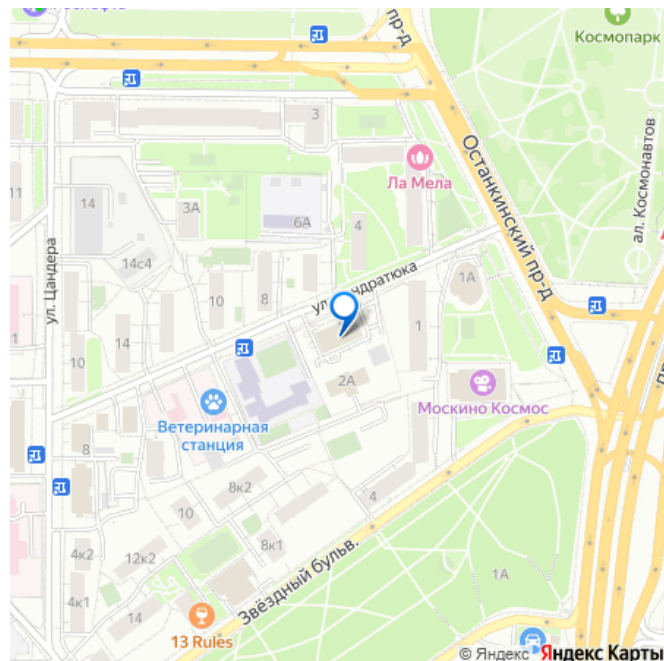 Космопарк
пр-д
3
Ла Мела
Останкинский пр-д
ал. Космонавтов
11
14
3А
6А
4
14с4
ул. Цандера
10
8
1А
1
10
14
1
2А
Москино Космос
Ветеринарная
станция
8
8к2
4
10
4к2
12к2
8к1
Звёздный бульв.
1А
4к1
14
13 Rules
© Яндекс Яндекс Карты